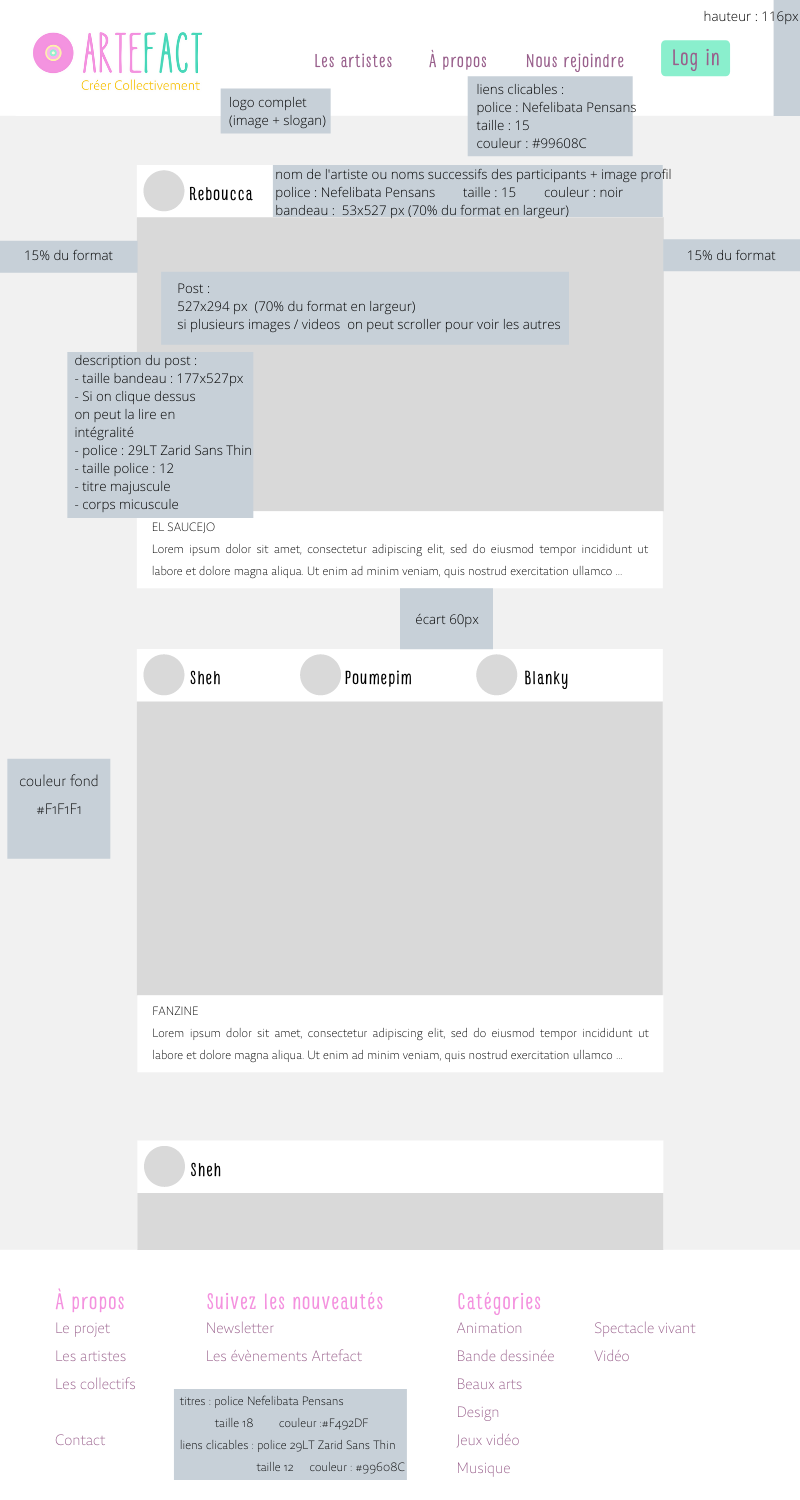 hauteur : 116px
ARTEFACT
Créer Collectivement
Les artistes
À propos
Nous rejoindre
Log in
logo complet
(image + slogan)
liens clicables :
police : Nefelibata Pensans
taille : 15
couleur : #99608C
Reboucca
nom de l'artiste ou noms successifs des participants + image profil
police : Nefelibata Pensans taille : 15 couleur : noir
bandeau : 53x527 px (70% du format en largeur)
15% du format
15% du format
Post :
527x294 px (70% du format en largeur)
si plusieurs images / videos on peut scroller pour voir les autres
description du post :
- taille bandeau : 177x527px
- Si on clique dessus
on peut la lire en
intégralité
- police : 29LT Zarid Sans Thin
- taille police : 12
- titre majuscule
- corps micuscule
EL SAUCEJO
Lorem ipsum dolor sit amet, consectetur adipiscing elit, sed do eiusmod tempor incididunt ut
labore et dolore magna aliqua. Ut enim ad minim veniam, quis nostrud exercitation ullamco ...
écart 60px
Sheh
Poumepim
Blanky
couleur fond
#F1F1F1
FANZINE
Lorem ipsum dolor sit amet, consectetur adipiscing elit, sed do eiusmod tempor incididunt ut
labore et dolore magna aliqua. Ut enim ad minim veniam, quis nostrud exercitation ullamco ...
Sheh
À propos
Le projet
Les artistes
Les collectifs
Contact
Suivez les nouveautés
Newsletter
Les évènements Artefact
titres : police Nefelibata Pensans
taille 18 couleur :#F492DF
liens clicables : police 29LT Zarid Sans Thin
taille 12 couleur : #99608C
Catégories
Animation
Bande dessinée
Beaux arts
Design
Jeux vidéo
Musique
Spectacle vivant
Vidéo